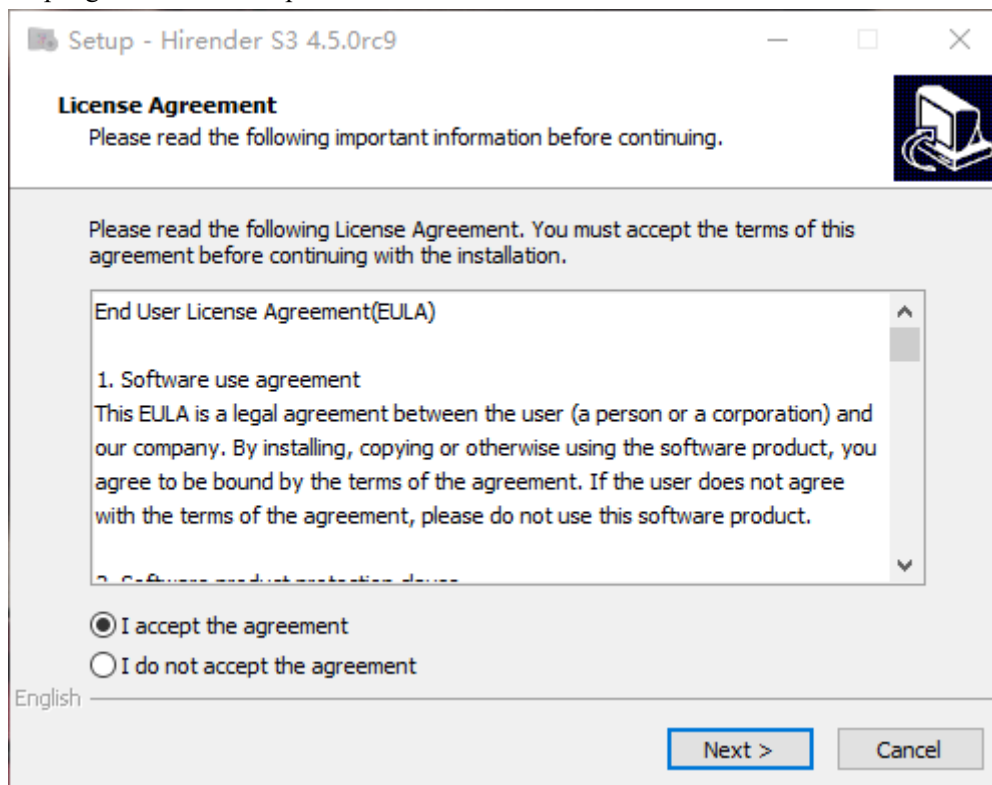 Setup - Hirender S3 4.5.0rc9
License Agreement
Please read the following important information before continuing.
Please read the following License Agreement. You must accept the terms of this
agreement before continuing with the installation.
End User License Agreement(EULA)
1. Software use agreement
This EULA is a legal agreement between the user (a person or a corporation) and
our company. By installing, copying or otherwise using the software product, you
agree to be bound by the terms of the agreement. If the user does not agree
with the terms of the agreement, please do not use this software product.
2. Software product protection clause
I accept the agreement
I do not accept the agreement
English
Next >
Cancel